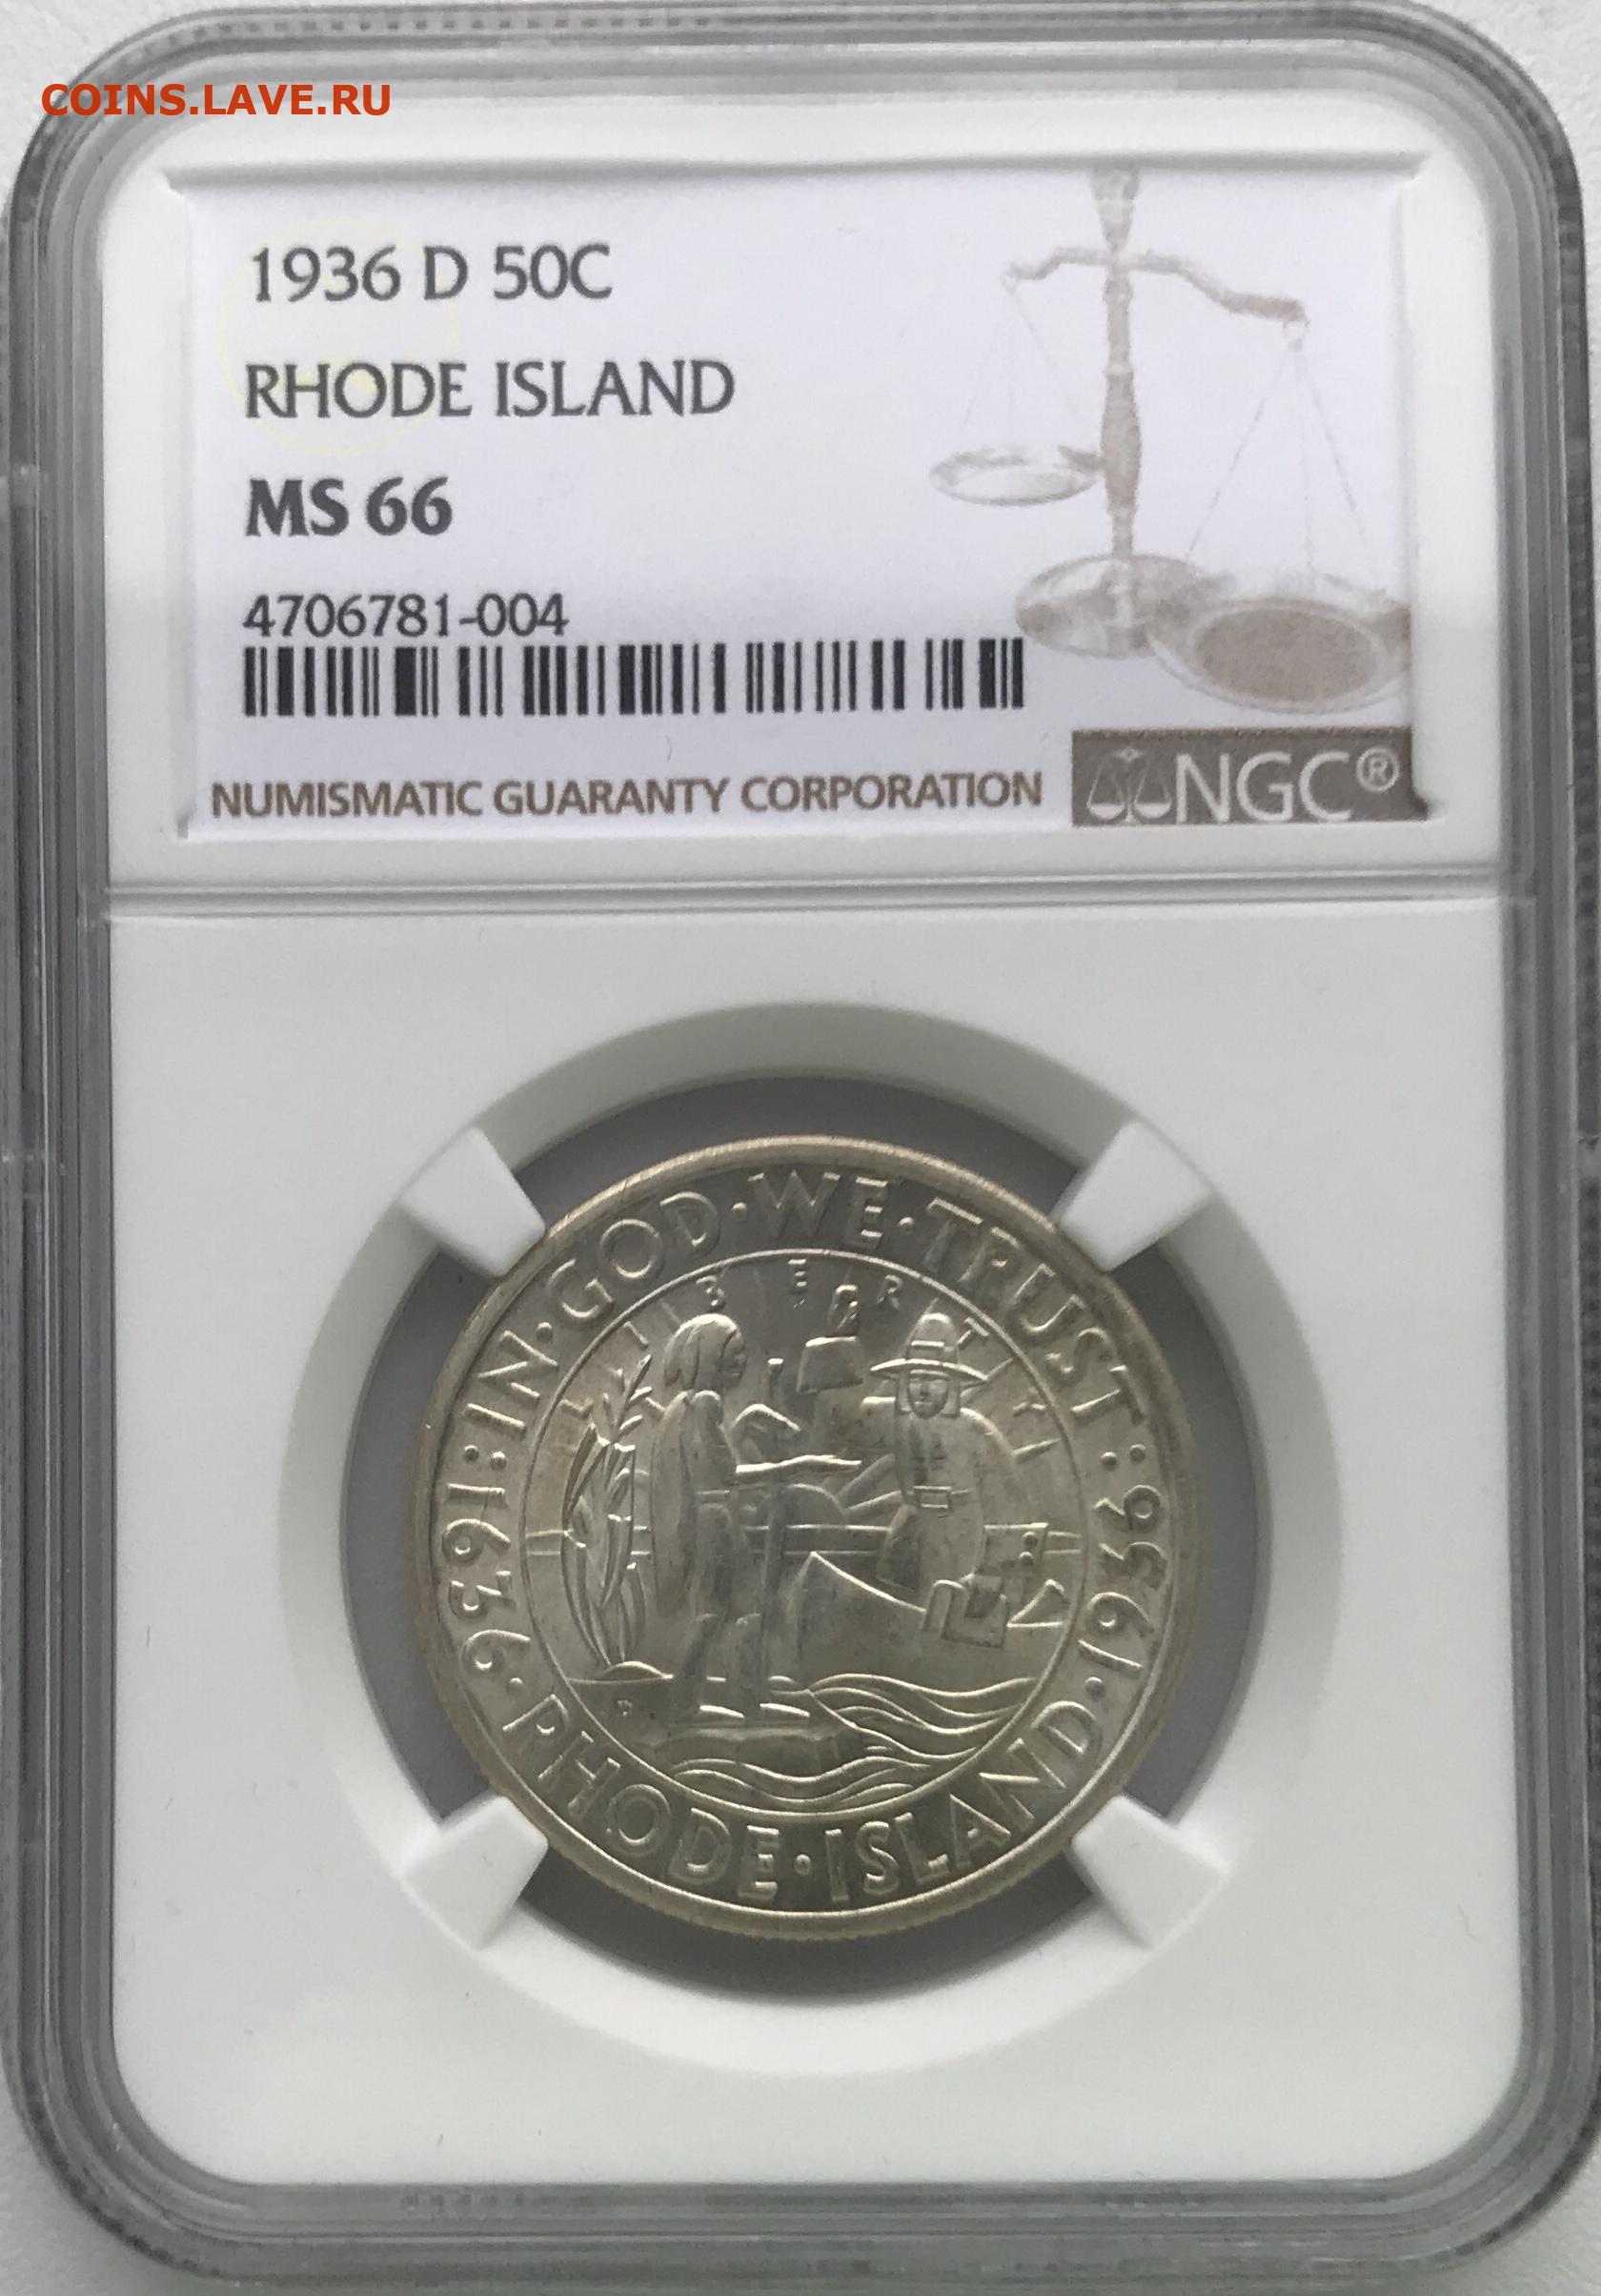 COINS.LAVE.RU
1936 D 50C
RHODE ISLAND
MS 66
4706781-004
NUMISMATIC GUARANTY CORPORATION
NGC®
IN·GOD·WE·TRUST:
LIBERTY
1636·RHODE·ISLAND·1936
D